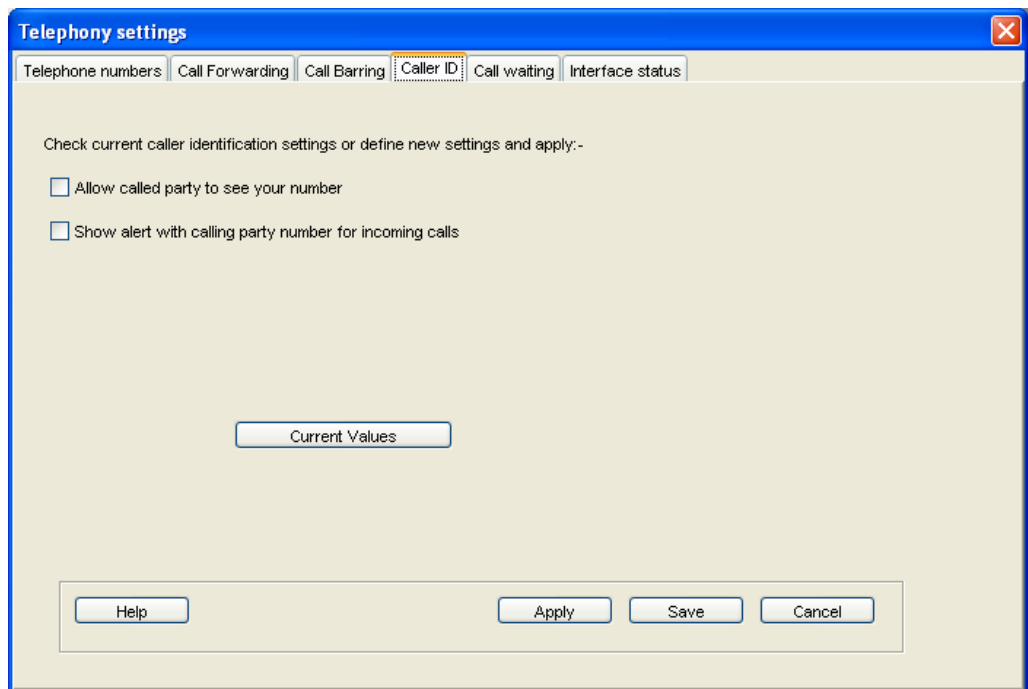 Telephony settings
Telephone numbers Call Forwarding Call Barring Caller ID Call waiting Interface status
Check current caller identification settings or define new settings and apply:-
Allow called party to see your number
Show alert with calling party number for incoming calls
Current Values
Help Apply Save Cancel